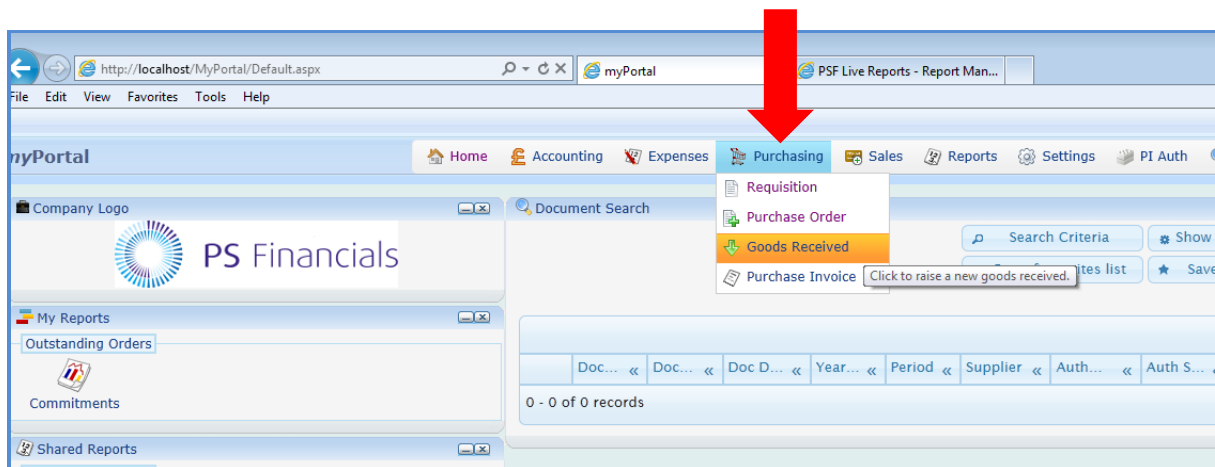 http://localhost/MyPortal/Default.aspx
myPortal
PSF Live Reports - Report Man...
File Edit View Favorites Tools Help
myPortal
Home Accounting Expenses Purchasing Sales Reports Settings PI Auth
Requisition
Purchase Order
Goods Received
Purchase Invoice
Click to raise a new goods received.
Company Logo
PS Financials
Document Search
Search Criteria
Show
ites list
Save
My Reports
Outstanding Orders
Commitments
Doc... « Doc... « Doc D... « Year... « Period « Supplier « Auth... « Auth S...
0 - 0 of 0 records
Shared Reports